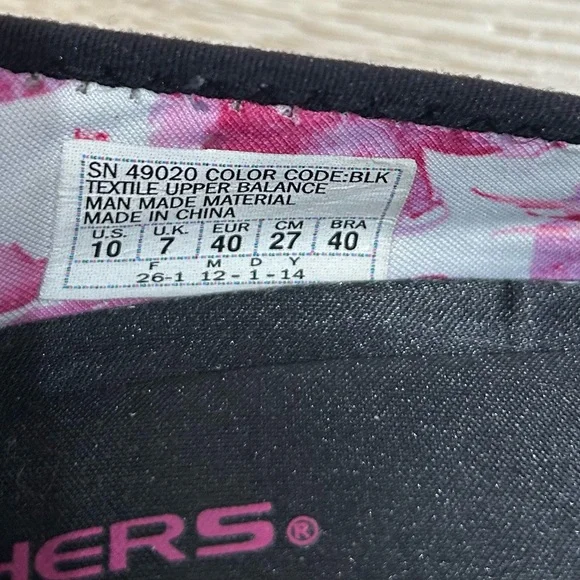 SN 49020 COLOR CODE:BLK
TEXTILE UPPER BALANCE
MAN MADE MATERIAL
MADE IN CHINA
U.S. U.K. EUR CM BRA
10 7 40 27 40
F M D Y
26-1 12-1-14
HERS®